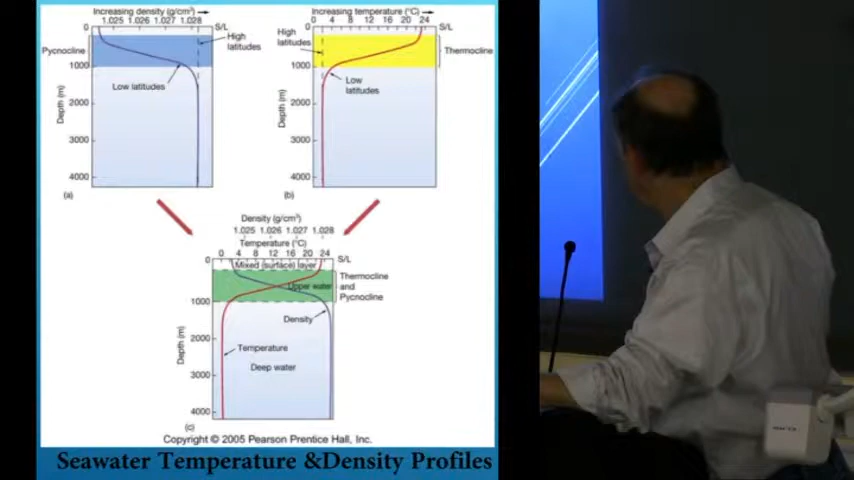 Increasing density (g/cm³)
1.025 1.026 1.027 1.028
0
S/L
High
latitudes
Pycnocline
1000
Low latitudes
Depth (m)
2000
3000
4000
(a)
Increasing temperature (°C)
0 4 8 12 16 20 24
0
S/L
High
latitudes
Thermocline
1000
Low
latitudes
Depth (m)
2000
3000
4000
(b)
Density (g/cm³)
1.025 1.026 1.027 1.028
Temperature (°C)
0 4 8 12 16 20 24
0
S/L
Mixed (surface) layer
Upper water
Thermocline
and
Pycnocline
1000
Density
Depth (m)
2000
Temperature
3000
Deep water
4000
(c)
Copyright © 2005 Pearson Prentice Hall, Inc.
Seawater Temperature &Density Profiles